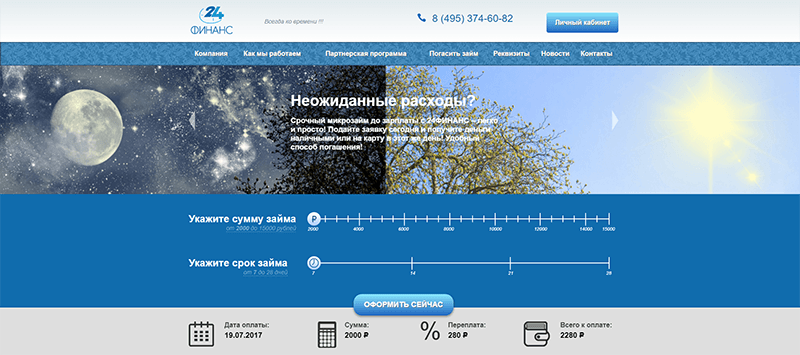 24
ФИНАНС
Всегда ко времени !!!
8 (495) 374-60-82
Личный кабинет
Компания Как мы работаем Партнерская программа Погасить займ Реквизиты Новости Контакты
Неожиданные расходы?
Срочный микрозайм до зарплаты с 24ФИНАНС – легко
и просто! Подайте заявку сегодня и получите деньги
наличными или на карту в этот же день! Удобный
способ погашения!
Укажите сумму займа
от 2000 до 15000 рублей
₽
2000 4000 6000 8000 10000 12000 14000 15000
Укажите срок займа
от 7 до 28 дней
7 14 21 28
ОФОРМИТЬ СЕЙЧАС
Дата оплаты:
19.07.2017
Сумма:
2000 ₽
%
Переплата:
280 ₽
Всего к оплате:
2280 ₽